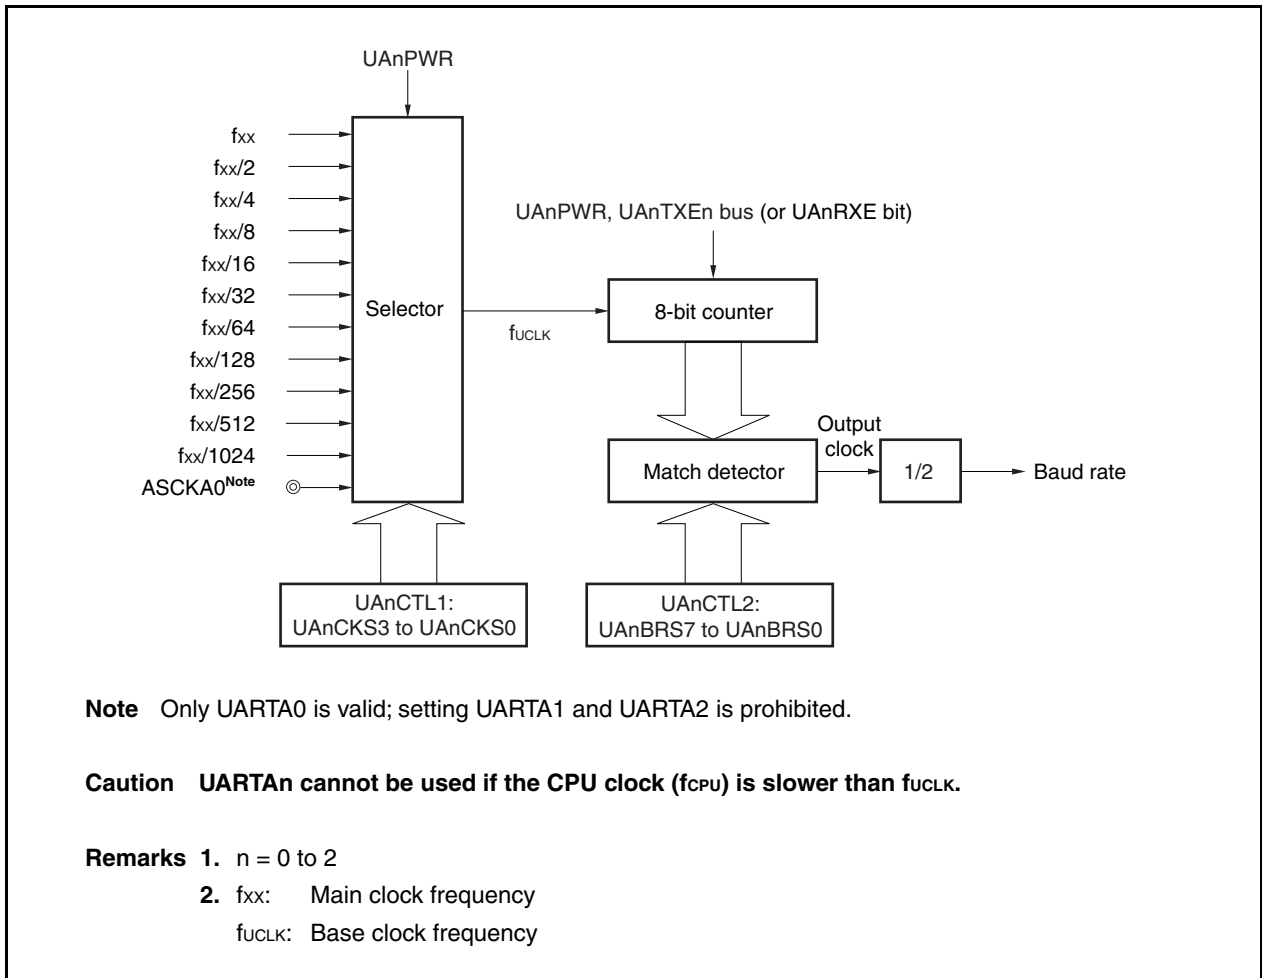 UAnPWR
fxx
fxx/2
fxx/4
fxx/8
fxx/16
fxx/32
fxx/64
fxx/128
fxx/256
fxx/512
fxx/1024
ASCKA0Note
Selector
fUCLK
UAnPWR, UAnTXEn bus (or UAnRXE bit)
8-bit counter
Match detector
Output
clock
1/2
Baud rate
UAnCTL1:
UAnCKS3 to UAnCKS0
UAnCTL2:
UAnBRS7 to UAnBRS0
Note Only UARTA0 is valid; setting UARTA1 and UARTA2 is prohibited.
Caution UARTAn cannot be used if the CPU clock (fCPU) is slower than fUCLK.
Remarks 1. n = 0 to 2
2. fxx: Main clock frequency
fUCLK: Base clock frequency